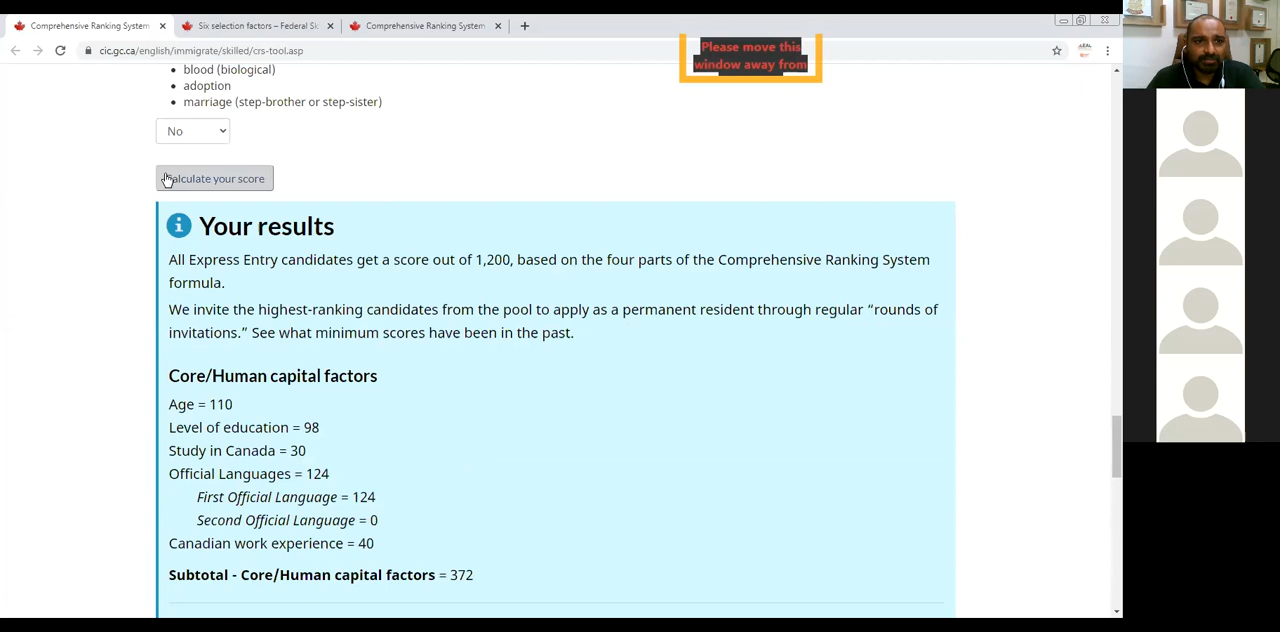 Comprehensive Ranking System
Six selection factors – Federal Sk
Comprehensive Ranking System
cic.gc.ca/english/immigrate/skilled/crs-tool.asp
Please move this
window away from
blood (biological)
adoption
marriage (step-brother or step-sister)
No
alculate your score
Your results
All Express Entry candidates get a score out of 1,200, based on the four parts of the Comprehensive Ranking System
formula.
We invite the highest-ranking candidates from the pool to apply as a permanent resident through regular “rounds of
invitations.” See what minimum scores have been in the past.
Core/Human capital factors
Age = 110
Level of education = 98
Study in Canada = 30
Official Languages = 124
First Official Language = 124
Second Official Language = 0
Canadian work experience = 40
Subtotal - Core/Human capital factors = 372